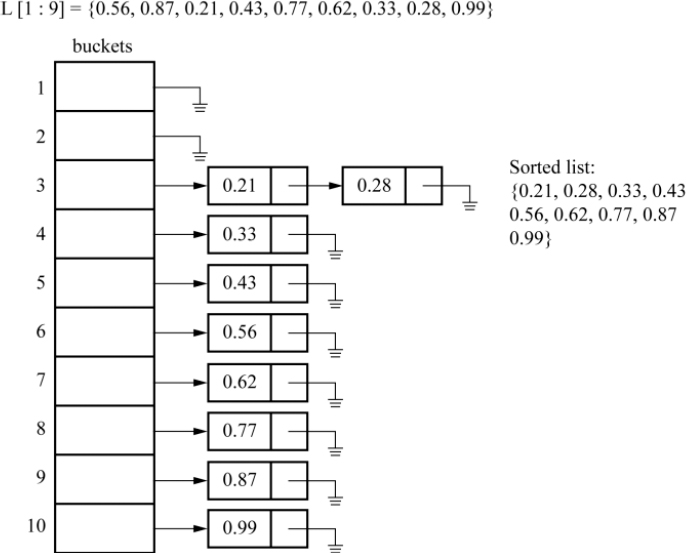 L [1 : 9] = {0.56, 0.87, 0.21, 0.43, 0.77, 0.62, 0.33, 0.28, 0.99}
buckets
1
2
3 0.21 0.28
4 0.33
5 0.43
6 0.56
7 0.62
8 0.77
9 0.87
10 0.99
Sorted list:
{0.21, 0.28, 0.33, 0.43
0.56, 0.62, 0.77, 0.87
0.99}